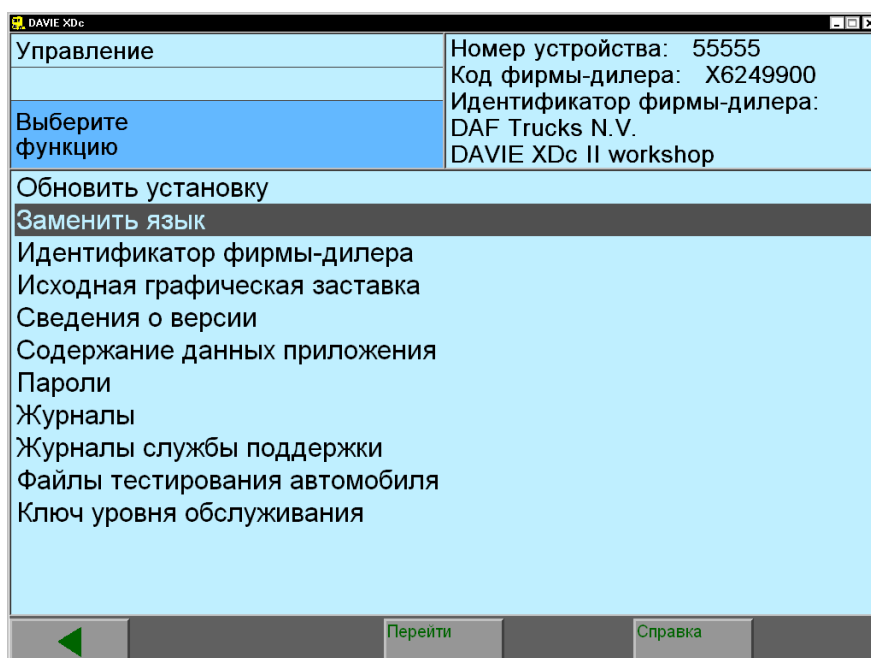 DAVIE XDc
Управление
Выберите
функцию
Номер устройства: 55555
Код фирмы-дилера: X6249900
Идентификатор фирмы-дилера:
DAF Trucks N.V.
DAVIE XDc II workshop
Обновить установку
Заменить язык
Идентификатор фирмы-дилера
Исходная графическая заставка
Сведения о версии
Содержание данных приложения
Пароли
Журналы
Журналы службы поддержки
Файлы тестирования автомобиля
Ключ уровня обслуживания
Перейти
Справка